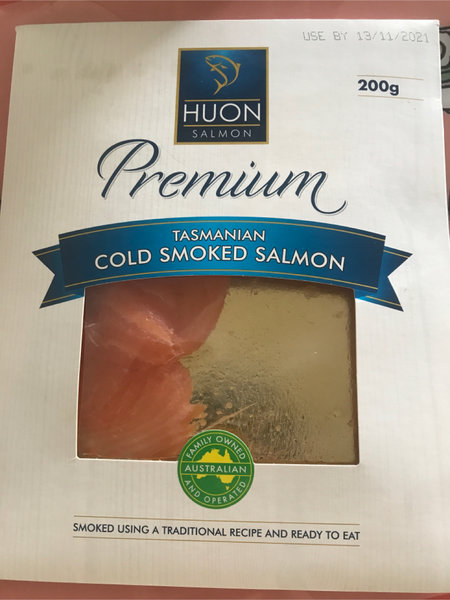 USE BY 13/11/2021
HUON
SALMON
200g
Premium
TASMANIAN
COLD SMOKED SALMON
FAMILY OWNED
AUSTRALIAN
AND OPERATED
SMOKED USING A TRADITIONAL RECIPE AND READY TO EAT